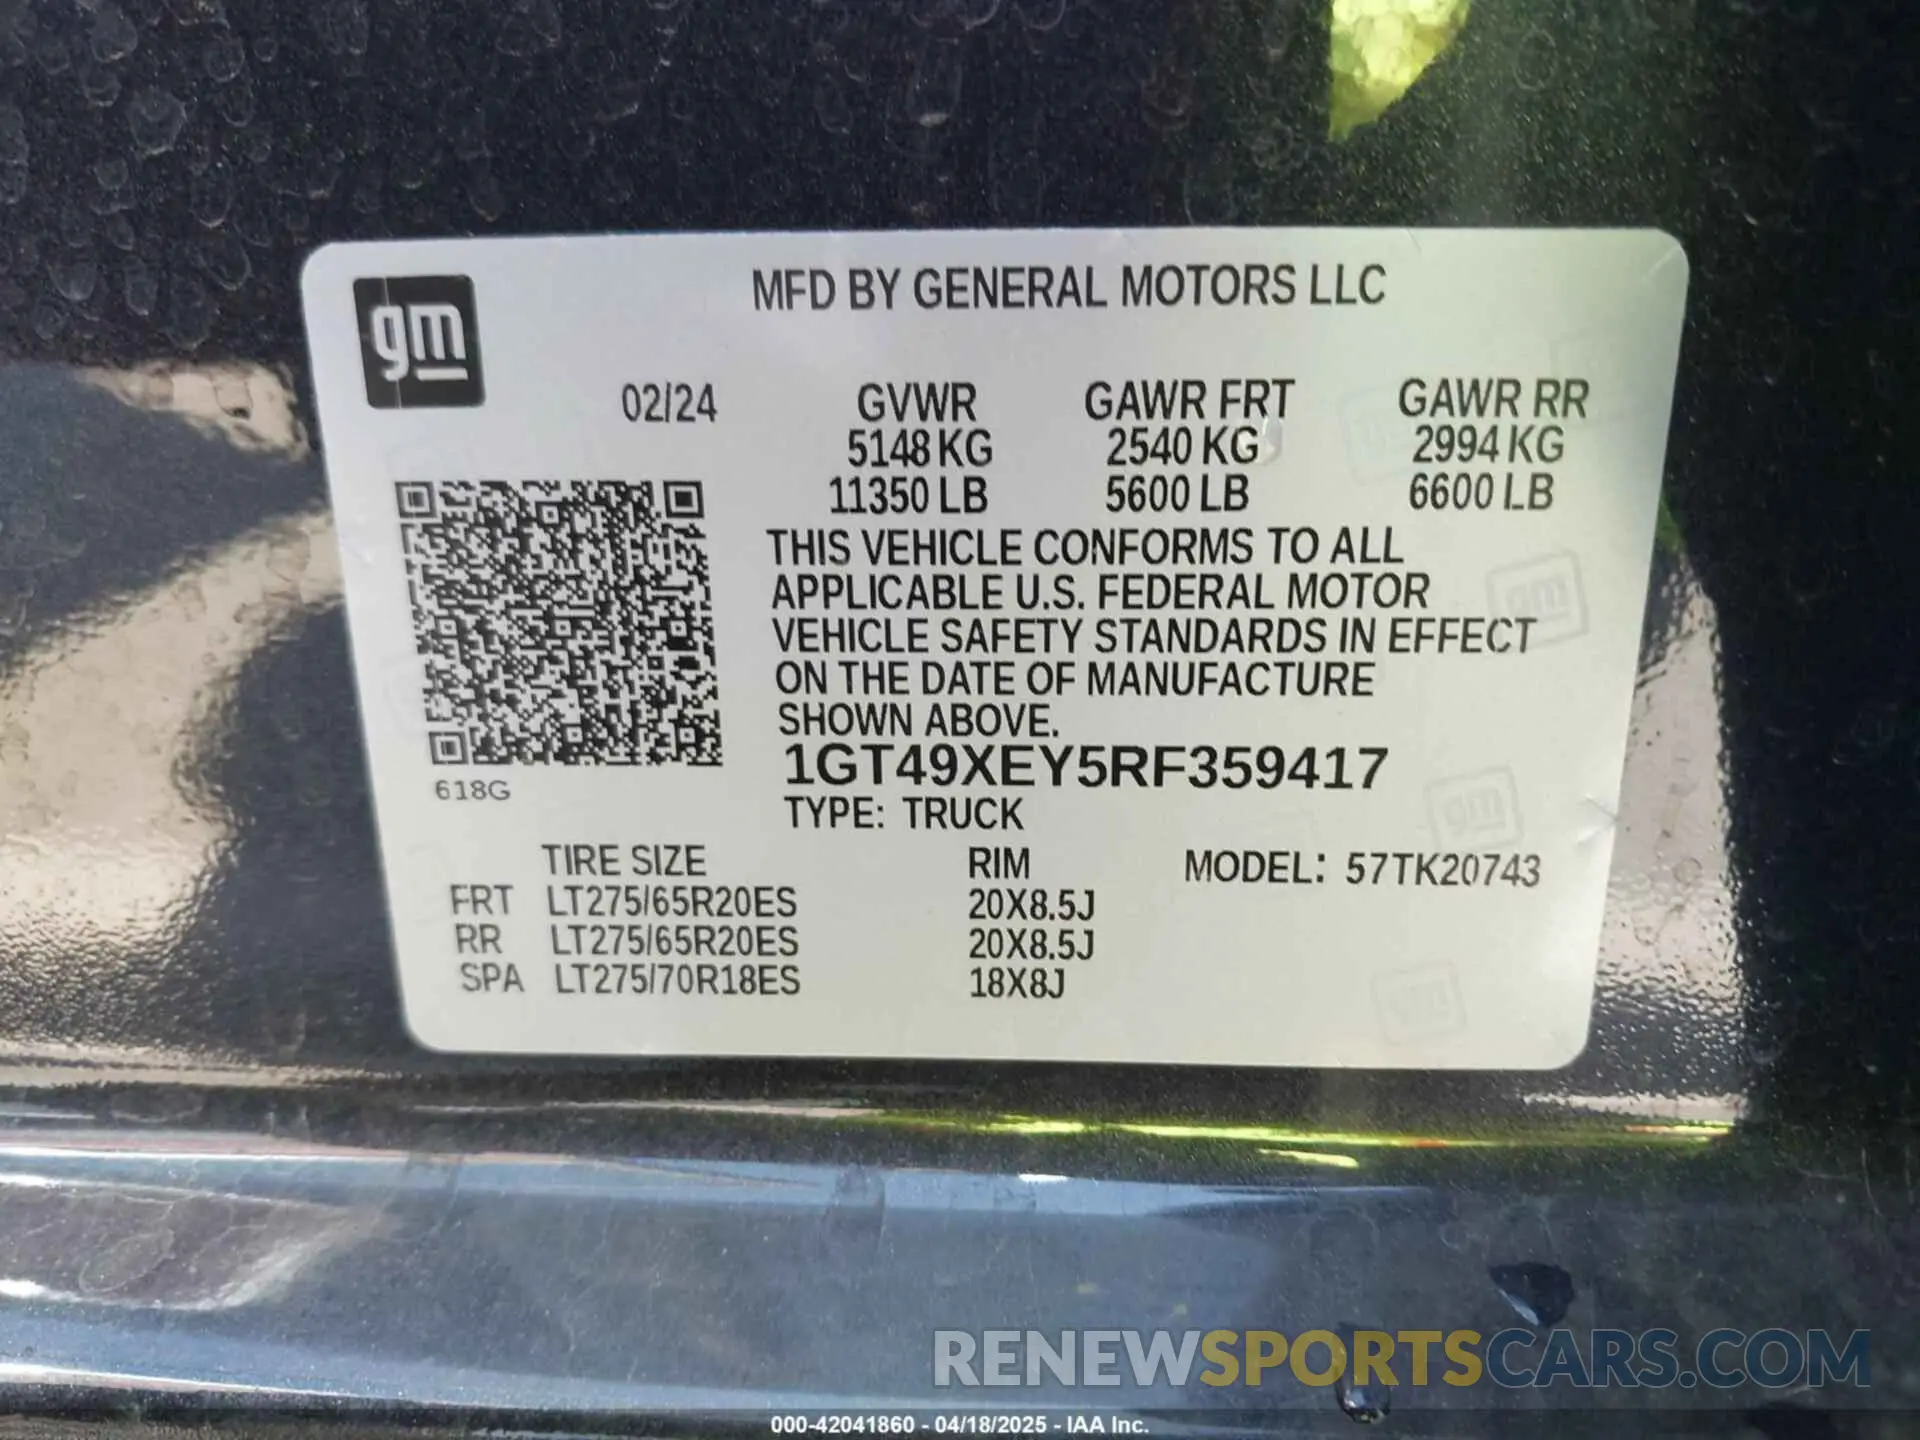 MFD BY GENERAL MOTORS LLC
gm
02/24 GVWR GAWR FRT GAWR RR
5148 KG 2540 KG 2994 KG
11350 LB 5600 LB 6600 LB
THIS VEHICLE CONFORMS TO ALL
APPLICABLE U.S. FEDERAL MOTOR
VEHICLE SAFETY STANDARDS IN EFFECT
ON THE DATE OF MANUFACTURE
SHOWN ABOVE.
1GT49XEY5RF359417
618G
TYPE: TRUCK
TIRE SIZE RIM MODEL: 57TK20743
FRT LT275/65R20ES 20X8.5J
RR LT275/65R20ES 20X8.5J
SPA LT275/70R18ES 18X8J
gm
gm
gm
RENEWSPORTSCARS.COM
000-42041860 - 04/18/2025 - IAA Inc.